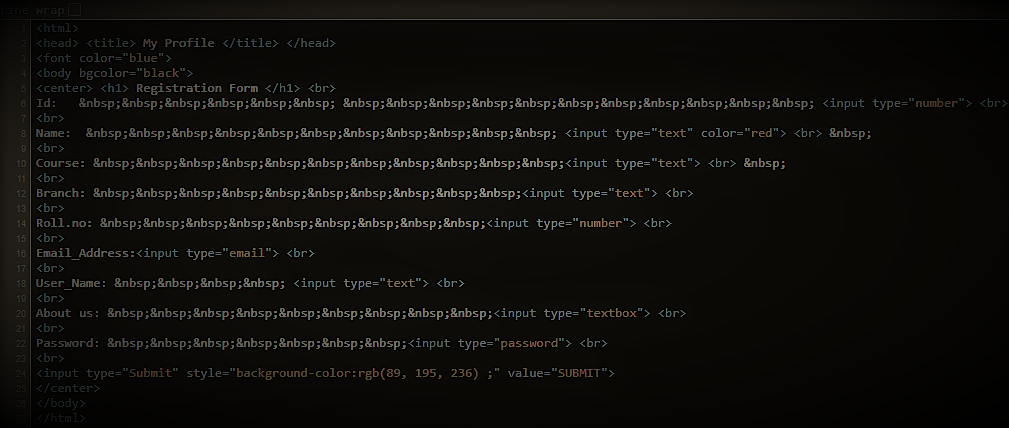 Line wrap
1 <html>
2 <head> <title> My Profile </title> </head>
3 <font color="blue">
4 <body bgcolor="black">
5 <center> <h1> Registration Form </h1> <br>
6 Id:   &nbsp;&nbsp;&nbsp;&nbsp;&nbsp;&nbsp; &nbsp;&nbsp;&nbsp;&nbsp;&nbsp;&nbsp;&nbsp;&nbsp;&nbsp;&nbsp;&nbsp; <input type="number"> <br>
7 <br>
8 Name:  &nbsp;&nbsp;&nbsp;&nbsp;&nbsp;&nbsp;&nbsp;&nbsp;&nbsp;&nbsp;&nbsp; <input type="text" color="red"> <br> &nbsp;
9 <br>
10 Course: &nbsp;&nbsp;&nbsp;&nbsp;&nbsp;&nbsp;&nbsp;&nbsp;&nbsp;&nbsp;&nbsp;<input type="text"> <br> &nbsp;
11 <br>
12 Branch: &nbsp;&nbsp;&nbsp;&nbsp;&nbsp;&nbsp;&nbsp;&nbsp;&nbsp;&nbsp;<input type="text"> <br>
13 <br>
14 Roll.no: &nbsp;&nbsp;&nbsp;&nbsp;&nbsp;&nbsp;&nbsp;&nbsp;&nbsp;<input type="number"> <br>
15 <br>
16 Email_Address:<input type="email"> <br>
17 <br>
18 User_Name: &nbsp;&nbsp;&nbsp;&nbsp; <input type="text"> <br>
19 <br>
20 About us: &nbsp;&nbsp;&nbsp;&nbsp;&nbsp;&nbsp;&nbsp;&nbsp;&nbsp;<input type="textbox"> <br>
21 <br>
22 Password: &nbsp;&nbsp;&nbsp;&nbsp;&nbsp;&nbsp;&nbsp;<input type="password"> <br>
23 <br>
24 <input type="Submit" style="background-color:rgb(89, 195, 236) ;" value="SUBMIT">
25 </center>
26 </body>
27 </html>